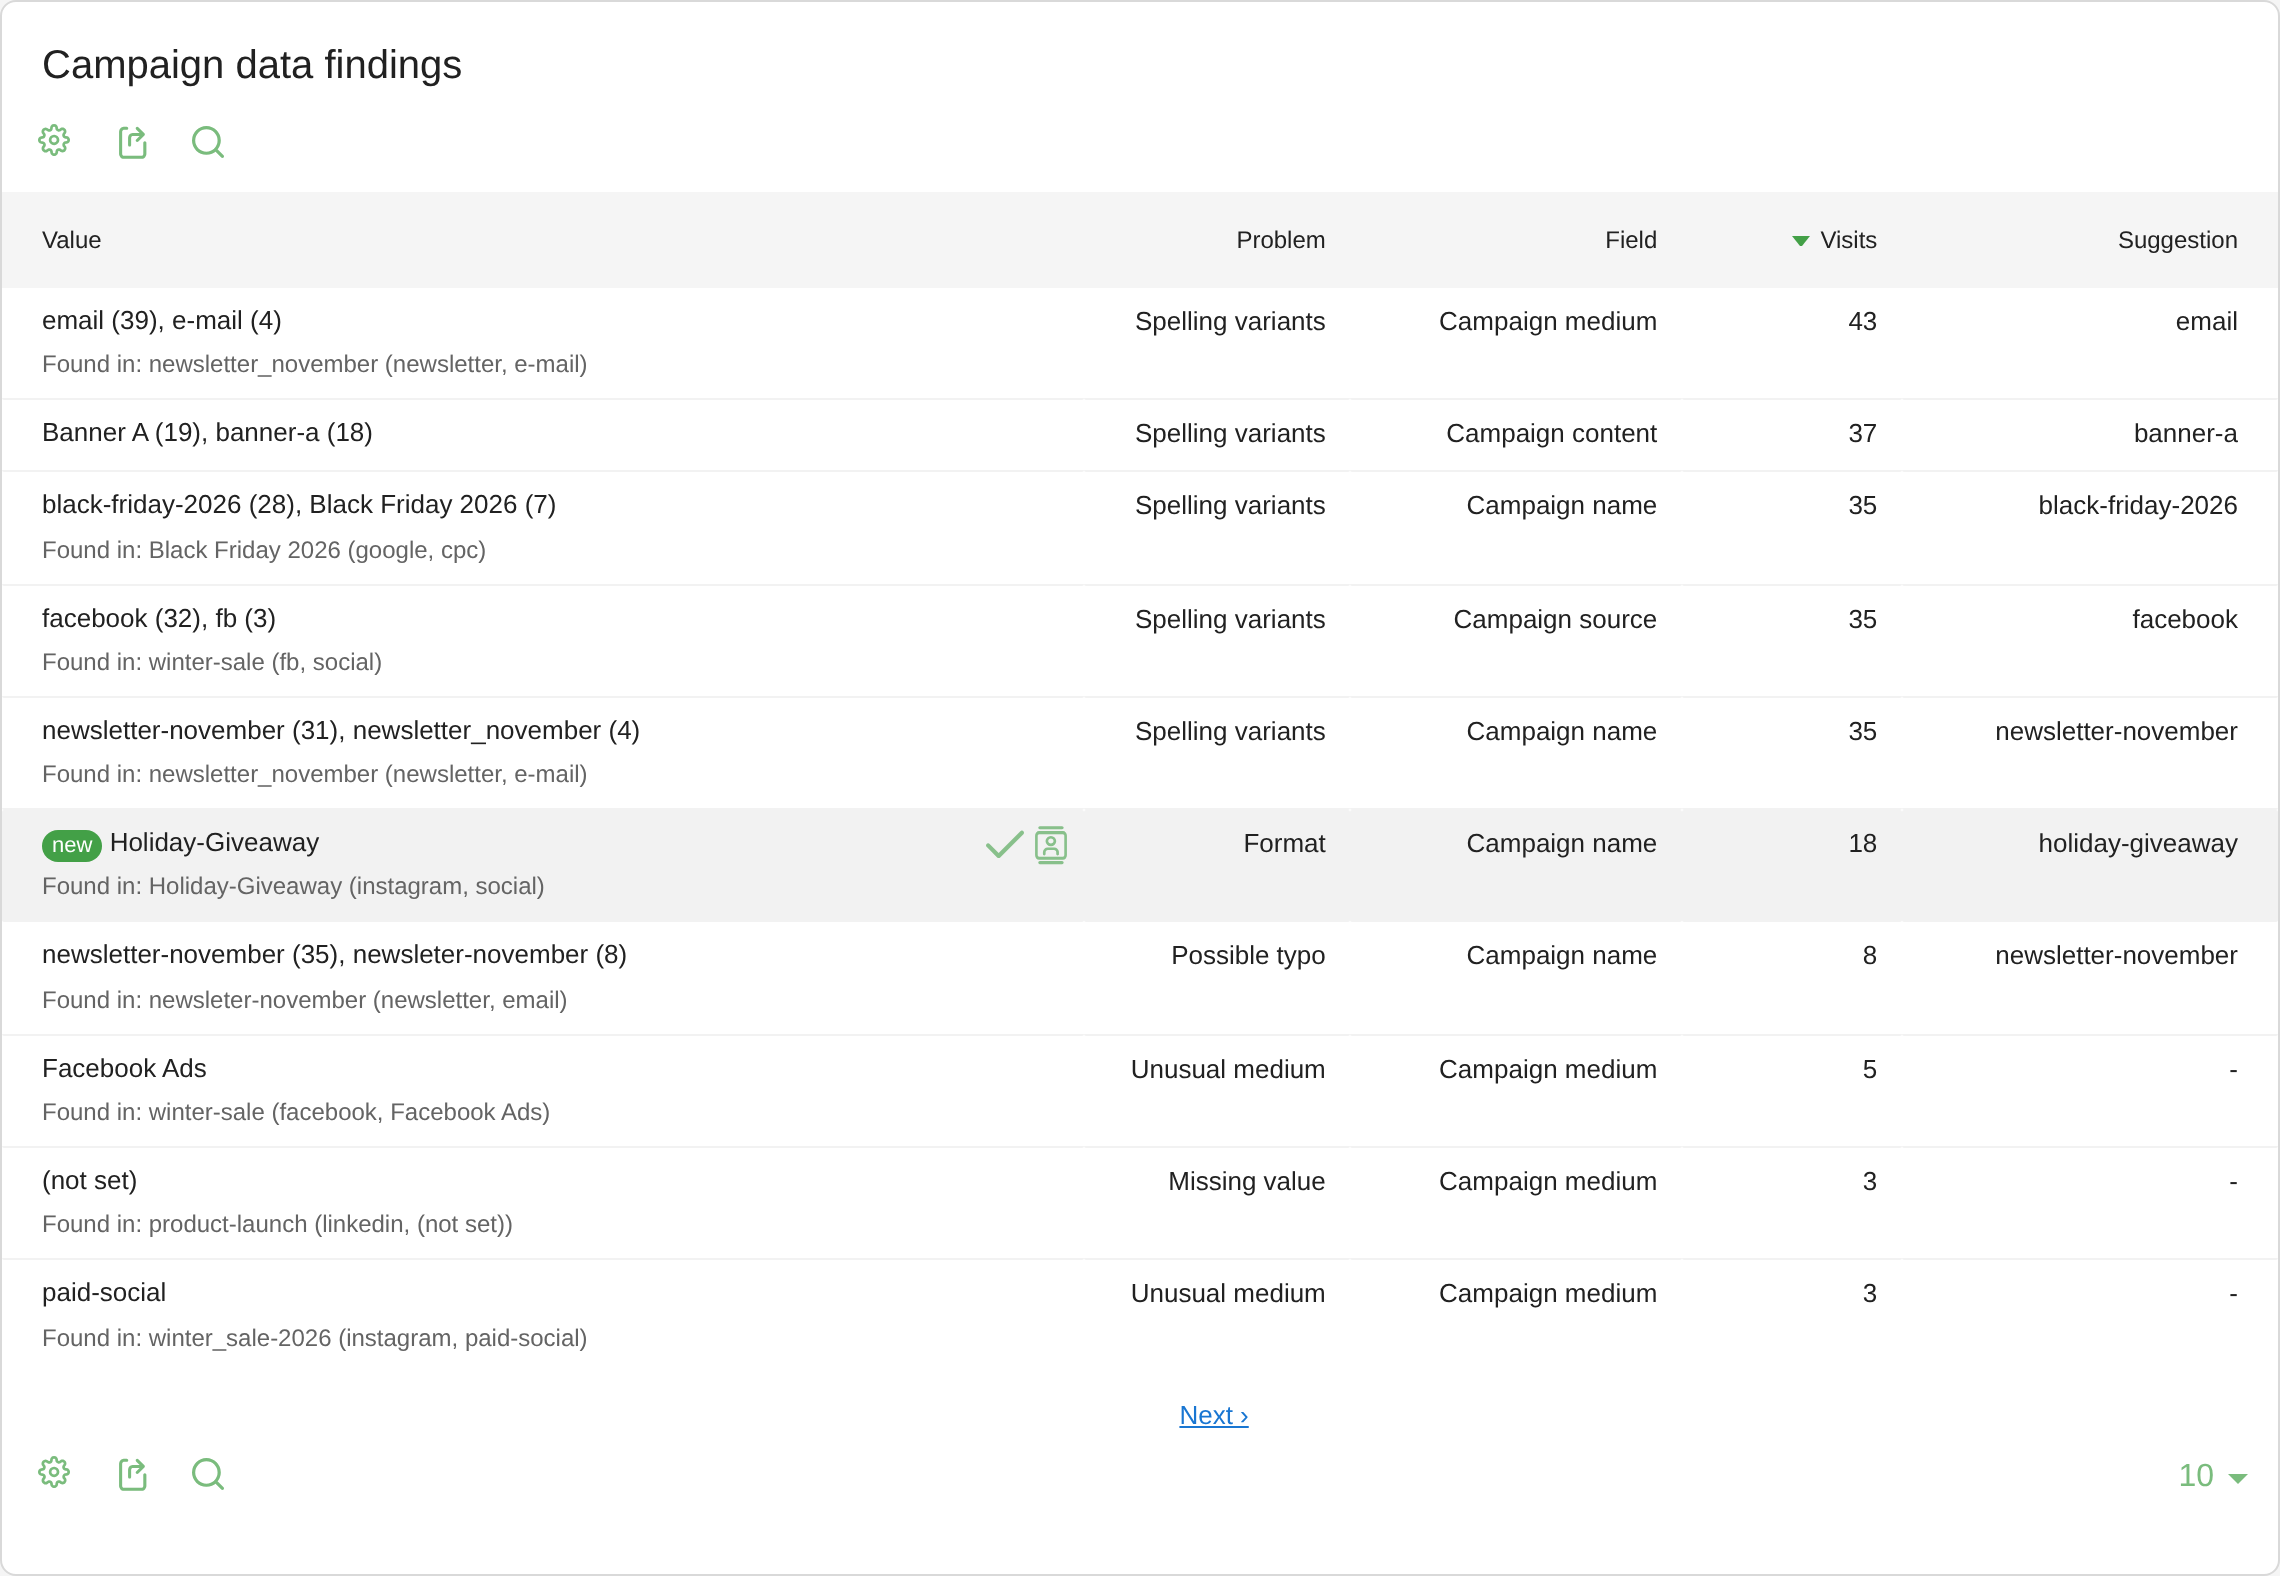 Campaign data findings
Value Problem Field Visits Suggestion
email (39), e-mail (4) Spelling variants Campaign medium 43 email
Found in: newsletter_november (newsletter, e-mail)
Banner A (19), banner-a (18) Spelling variants Campaign content 37 banner-a
black-friday-2026 (28), Black Friday 2026 (7) Spelling variants Campaign name 35 black-friday-2026
Found in: Black Friday 2026 (google, cpc)
facebook (32), fb (3) Spelling variants Campaign source 35 facebook
Found in: winter-sale (fb, social)
newsletter-november (31), newsletter_november (4) Spelling variants Campaign name 35 newsletter-november
Found in: newsletter_november (newsletter, e-mail)
new Holiday-Giveaway Format Campaign name 18 holiday-giveaway
Found in: Holiday-Giveaway (instagram, social)
newsletter-november (35), newsleter-november (8) Possible typo Campaign name 8 newsletter-november
Found in: newsleter-november (newsletter, email)
Facebook Ads Unusual medium Campaign medium 5 -
Found in: winter-sale (facebook, Facebook Ads)
(not set) Missing value Campaign medium 3 -
Found in: product-launch (linkedin, (not set))
paid-social Unusual medium Campaign medium 3 -
Found in: winter_sale-2026 (instagram, paid-social)
Next ›
10